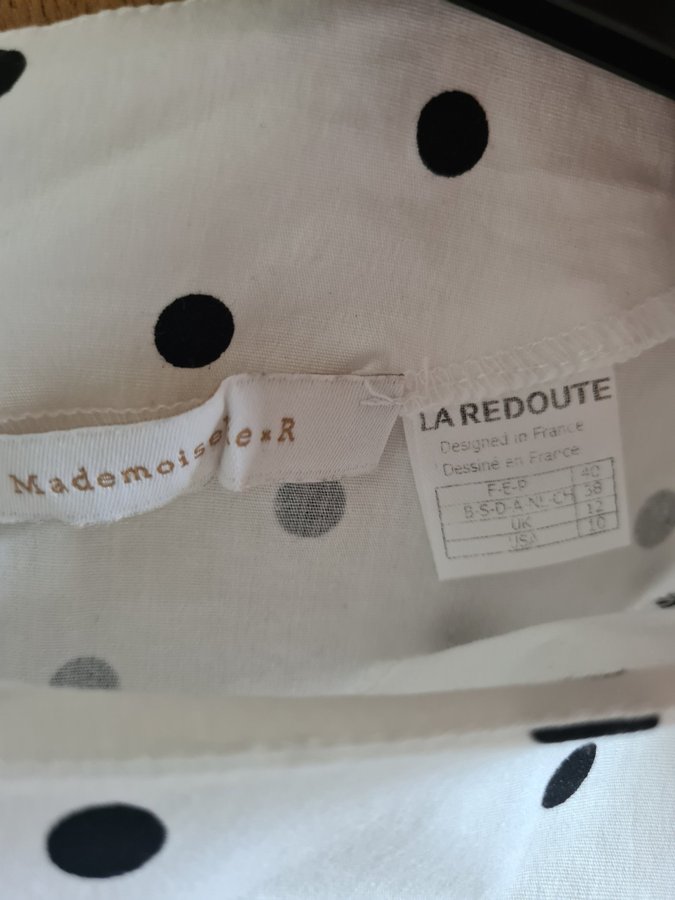 Mademoiselle x R
LA REDOUTE
Designed in France
Dessiné en France
F-E-P 40
B-S-D-A-NL-CH 38
UK 12
USA 10